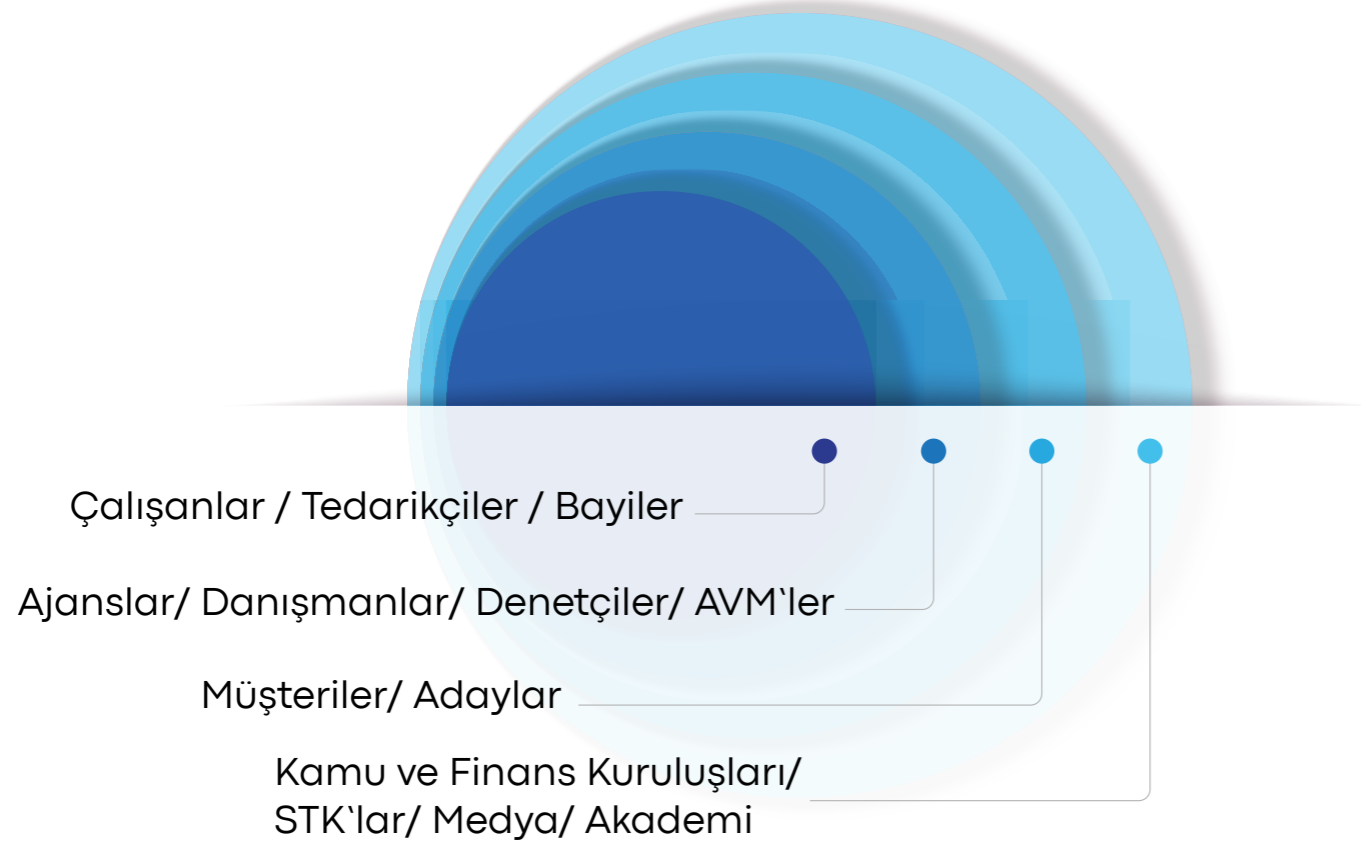 Çalışanlar / Tedarikçiler / Bayiler
Ajanslar/ Danışmanlar/ Denetçiler/ AVM‛ler
Müşteriler/ Adaylar
Kamu ve Finans Kuruluşları/
STK‛lar/ Medya/ Akademi